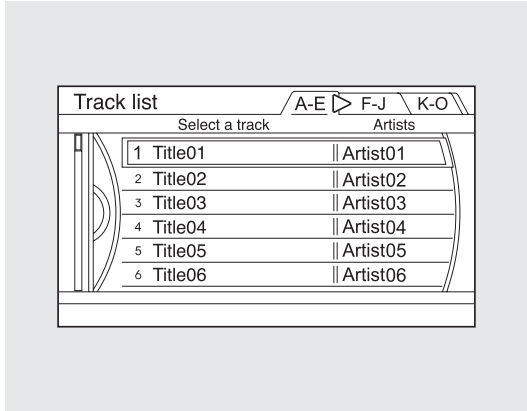 Track list A-E F-J K-O
Select a track Artists
1 Title01 Artist01
2 Title02 Artist02
3 Title03 Artist03
4 Title04 Artist04
5 Title05 Artist05
6 Title06 Artist06